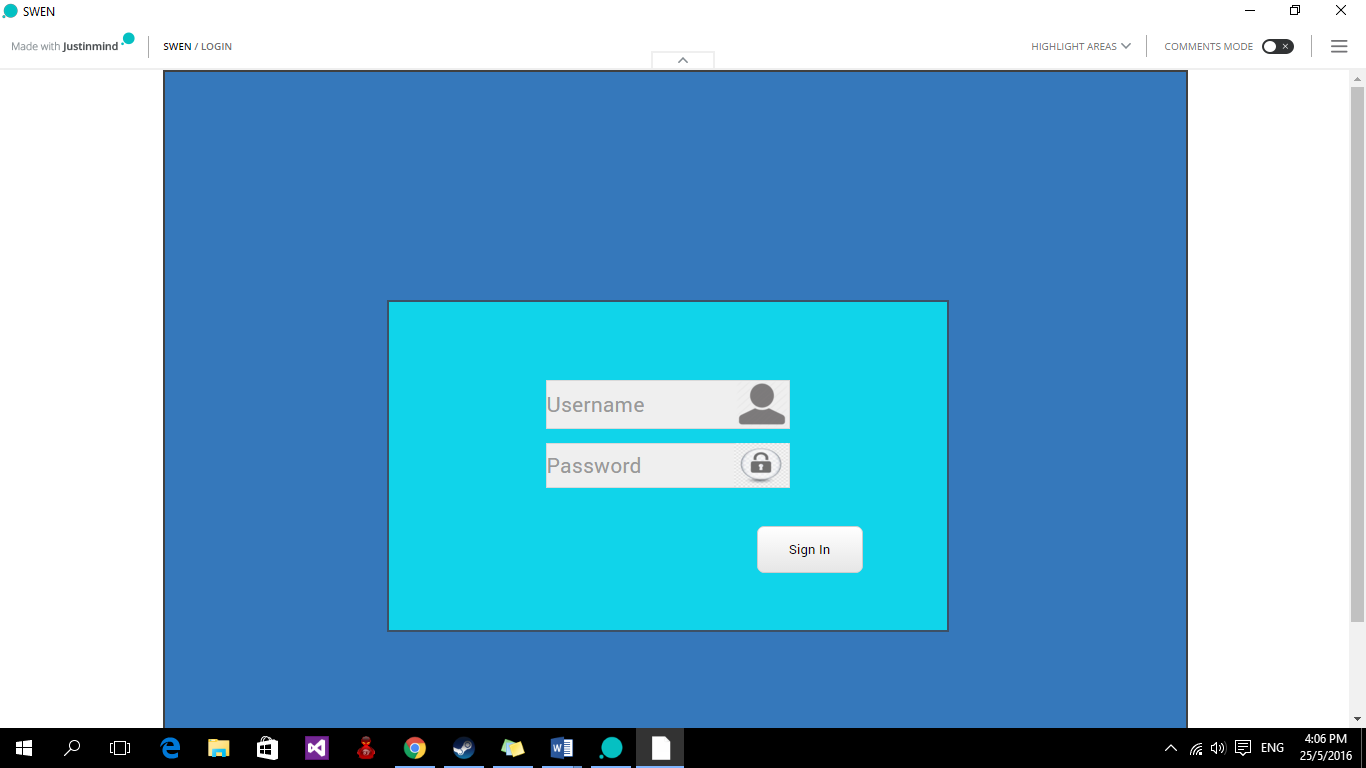 SWEN
Made with Justinmind
SWEN / LOGIN
HIGHLIGHT AREAS
COMMENTS MODE
Username
Password
Sign In
ENG
4:06 PM
25/5/2016